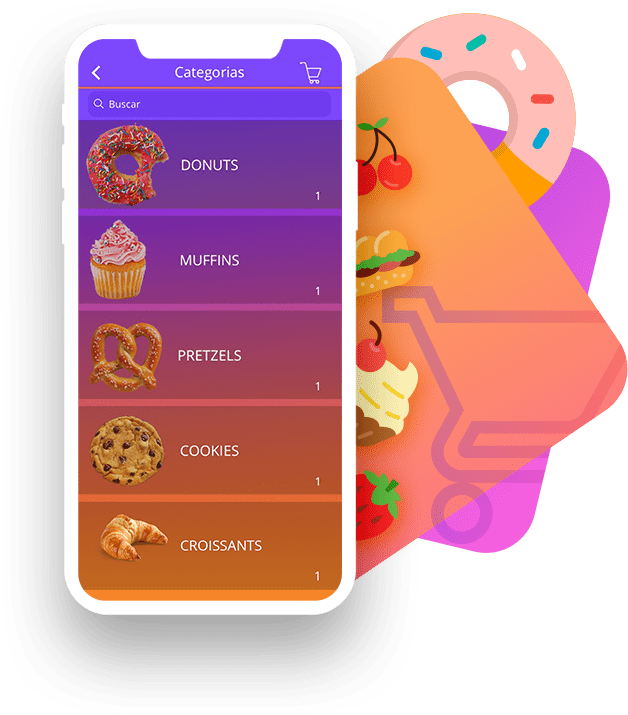 Categorias
Buscar
DONUTS
1
MUFFINS
1
PRETZELS
1
COOKIES
1
CROISSANTS
1